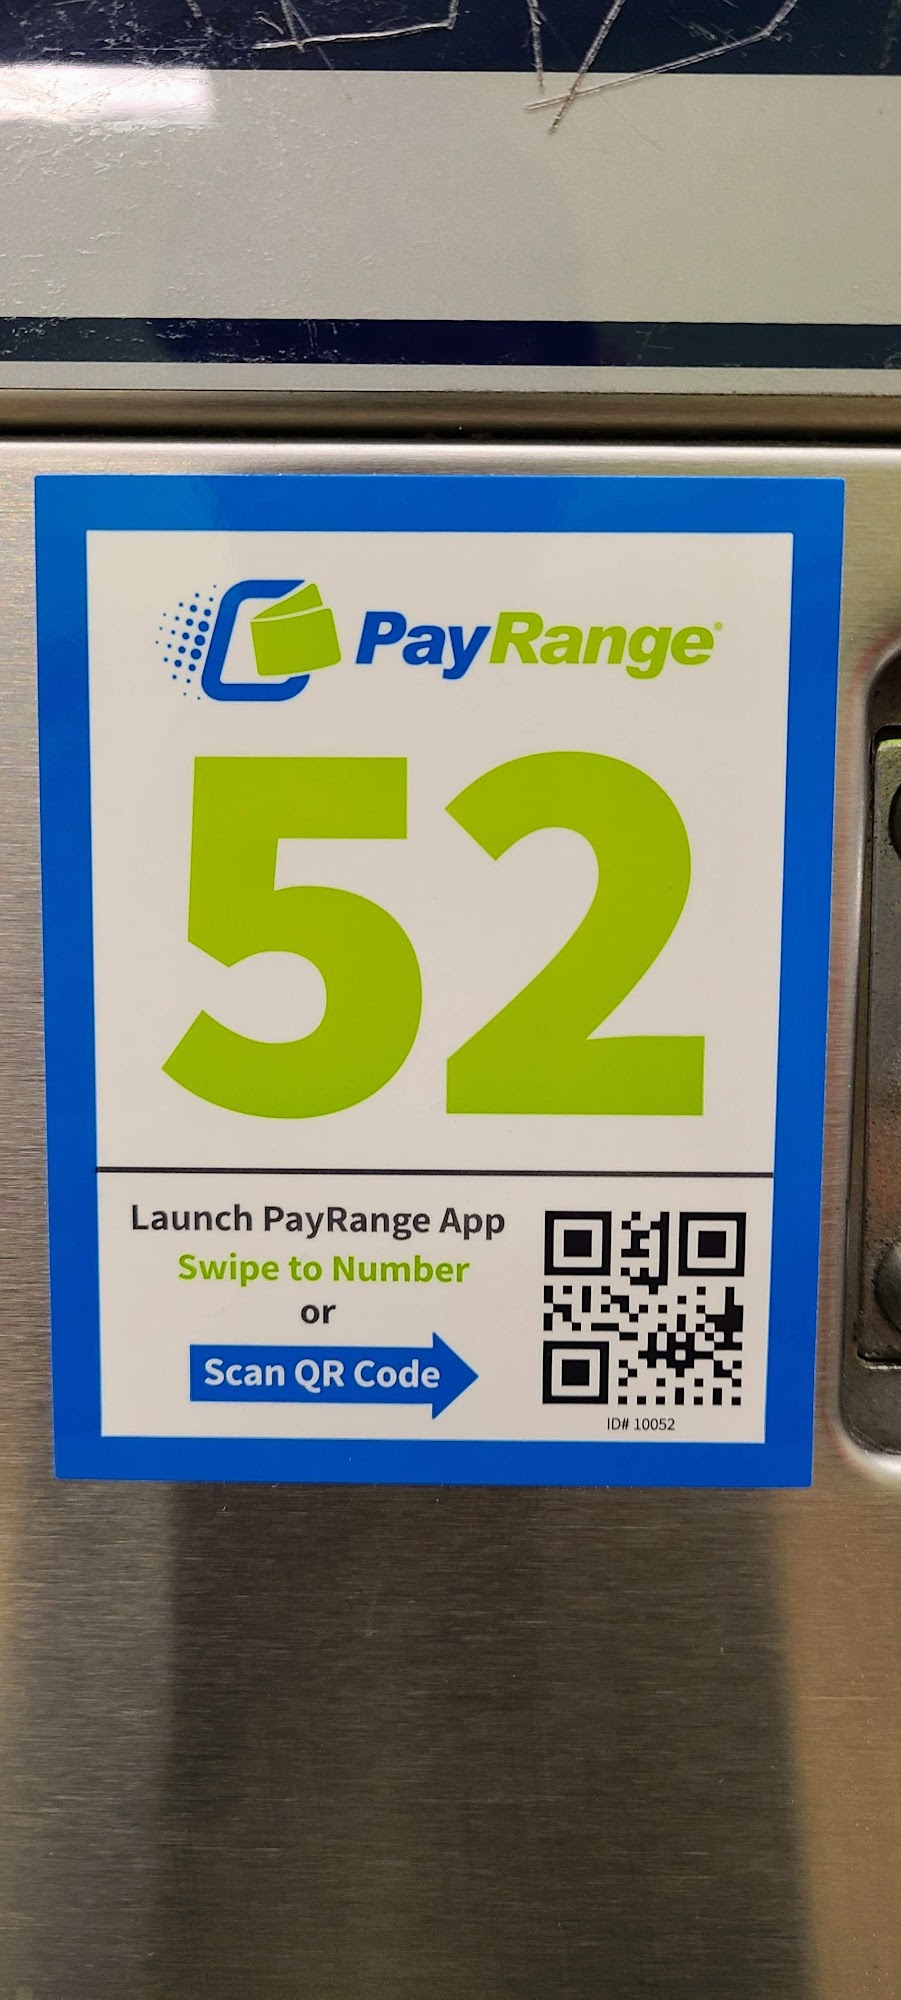 PayRange®
52
Launch PayRange App
Swipe to Number
or
Scan QR Code
ID# 10052